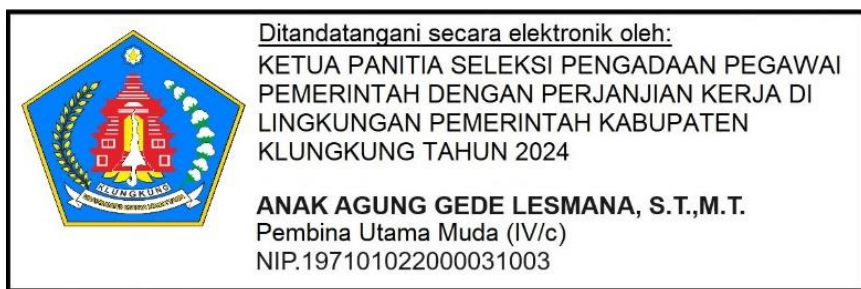 Ditandatangani secara elektronik oleh:
KETUA PANITIA SELEKSI PENGADAAN PEGAWAI
PEMERINTAH DENGAN PERJANJIAN KERJA DI
LINGKUNGAN PEMERINTAH KABUPATEN
KLUNGKUNG TAHUN 2024
ANAK AGUNG GEDE LESMANA, S.T.,M.T.
Pembina Utama Muda (IV/c)
NIP.197101022000031003
KLUNGKUNG